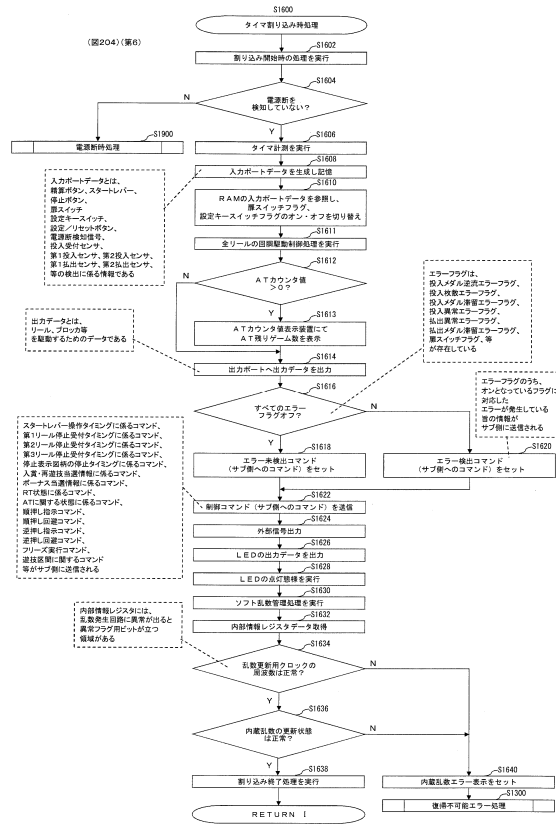 (図204)(第6)
S1600
タイマ割り込み時処理
S1602
割り込み開始時の処理を実行
S1604
電源断を
検知していない?
N
Y
S1900
電源断時処理
S1606
タイマ計測を実行
S1608
入力ポートデータを生成し記憶
入力ポートデータとは、
精算ボタン、スタートレバー、
停止ボタン、
扉スイッチ
設定キースイッチ、
設定/リセットボタン、
電源断検知信号、
投入受付センサ、
第1投入センサ、第2投入センサ、
第1払出センサ、第2払出センサ、
等の検出に係る情報である
S1610
RAMの入力ポートデータを参照し、
扉スイッチフラグ、
設定キースイッチフラグのオン・オフを切り替え
S1611
全リールの回胴駆動制御処理を実行
S1612
ATカウンタ値
>0?
N
Y
S1613
ATカウンタ値表示装置にて
AT残りゲーム数を表示
出力データとは、
リール、ブロッカ等
を駆動するためのデータである
S1614
出力ポートへ出力データを出力
エラーフラグは、
投入メダル逆流エラーフラグ、
投入枚数エラーフラグ、
投入メダル滞留エラーフラグ、
投入異常エラーフラグ、
払出異常エラーフラグ、
払出メダル滞留エラーフラグ、
扉スイッチフラグ、等
が存在している
S1616
すべてのエラー
フラグオフ?
N
Y
エラーフラグのうち、
オンとなっているフラグに
対応した
エラーが発生している
旨の情報が
サブ側に送信される
S1618
エラー未検出コマンド
(サブ側へのコマンド)をセット
S1620
エラー検出コマンド
(サブ側へのコマンド)をセット
スタートレバー操作タイミングに係るコマンド、
第1リール停止受付タイミングに係るコマンド、
第2リール停止受付タイミングに係るコマンド、
第3リール停止受付タイミングに係るコマンド、
停止表示図柄の停止タイミングに係るコマンド、
入賞・再遊技当選情報に係るコマンド、
ボーナス当選情報に係るコマンド、
RT状態に係るコマンド、
ATに関する状態に係るコマンド、
順押し指示コマンド、
順押し回避コマンド、
逆押し指示コマンド、
逆押し回避コマンド、
フリーズ実行コマンド、
遊技区間に関するコマンド
等がサブ側に送信される
S1622
制御コマンド(サブ側へのコマンド)を送信
S1624
外部信号出力
S1626
LEDの出力データを出力
S1628
LEDの点灯態様を実行
S1630
ソフト乱数管理処理を実行
S1632
内部情報レジスタデータ取得
内部情報レジスタには、
乱数発生回路に異常が出ると
異常フラグ用ビットが立つ
領域がある
S1634
乱数更新用クロックの
周波数は正常?
N
Y
S1636
内蔵乱数の更新状態
は正常?
N
Y
S1638
割り込み終了処理を実行
S1640
内蔵乱数エラー表示をセット
S1300
復帰不可能エラー処理
RETURN I